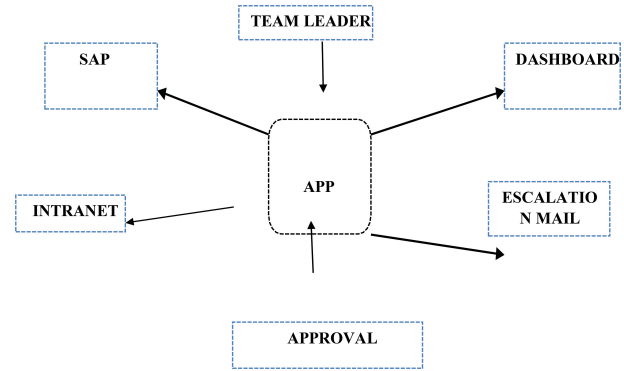 TEAM LEADER
SAP
DASHBOARD
APP
INTRANET
ESCALATIO
N MAIL
APPROVAL